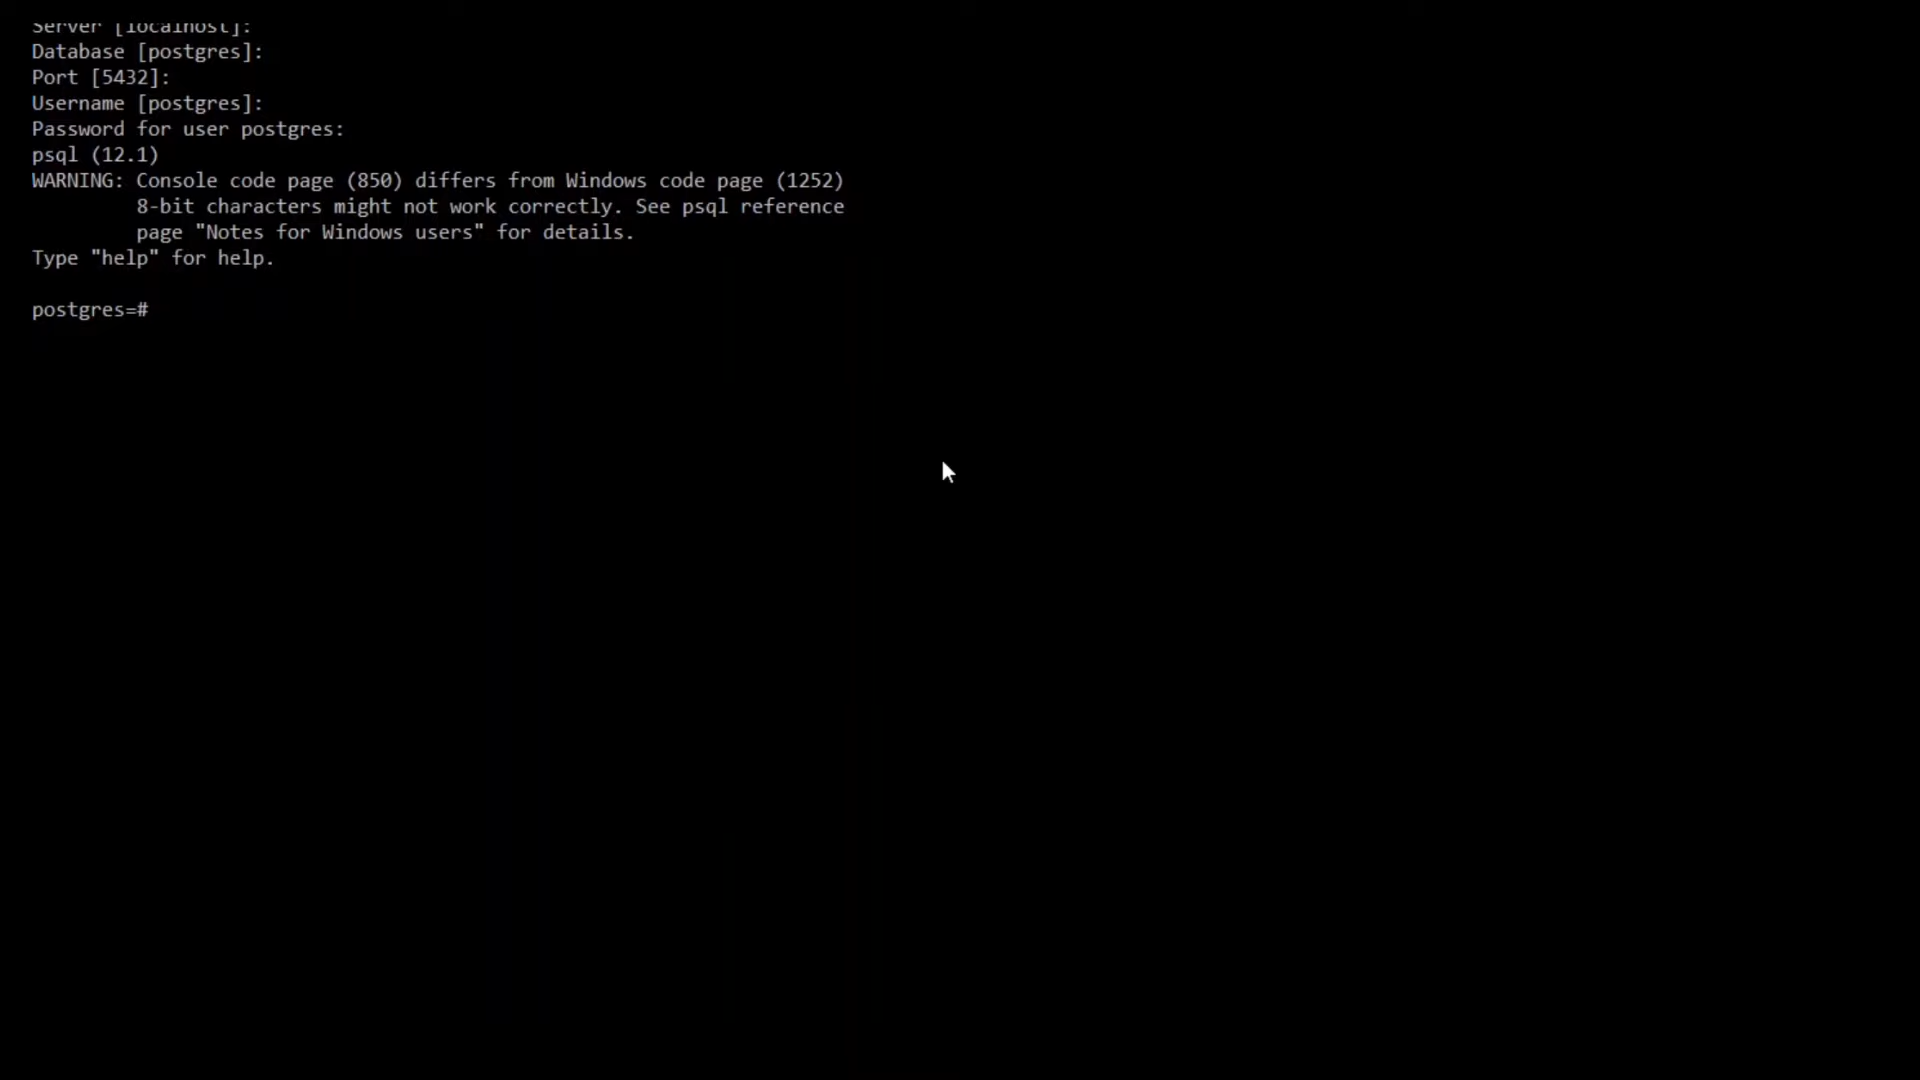 Server [localhost]:
Database [postgres]:
Port [5432]:
Username [postgres]:
Password for user postgres:
psql (12.1)
WARNING: Console code page (850) differs from Windows code page (1252)
8-bit characters might not work correctly. See psql reference
page "Notes for Windows users" for details.
Type "help" for help.
postgres=#